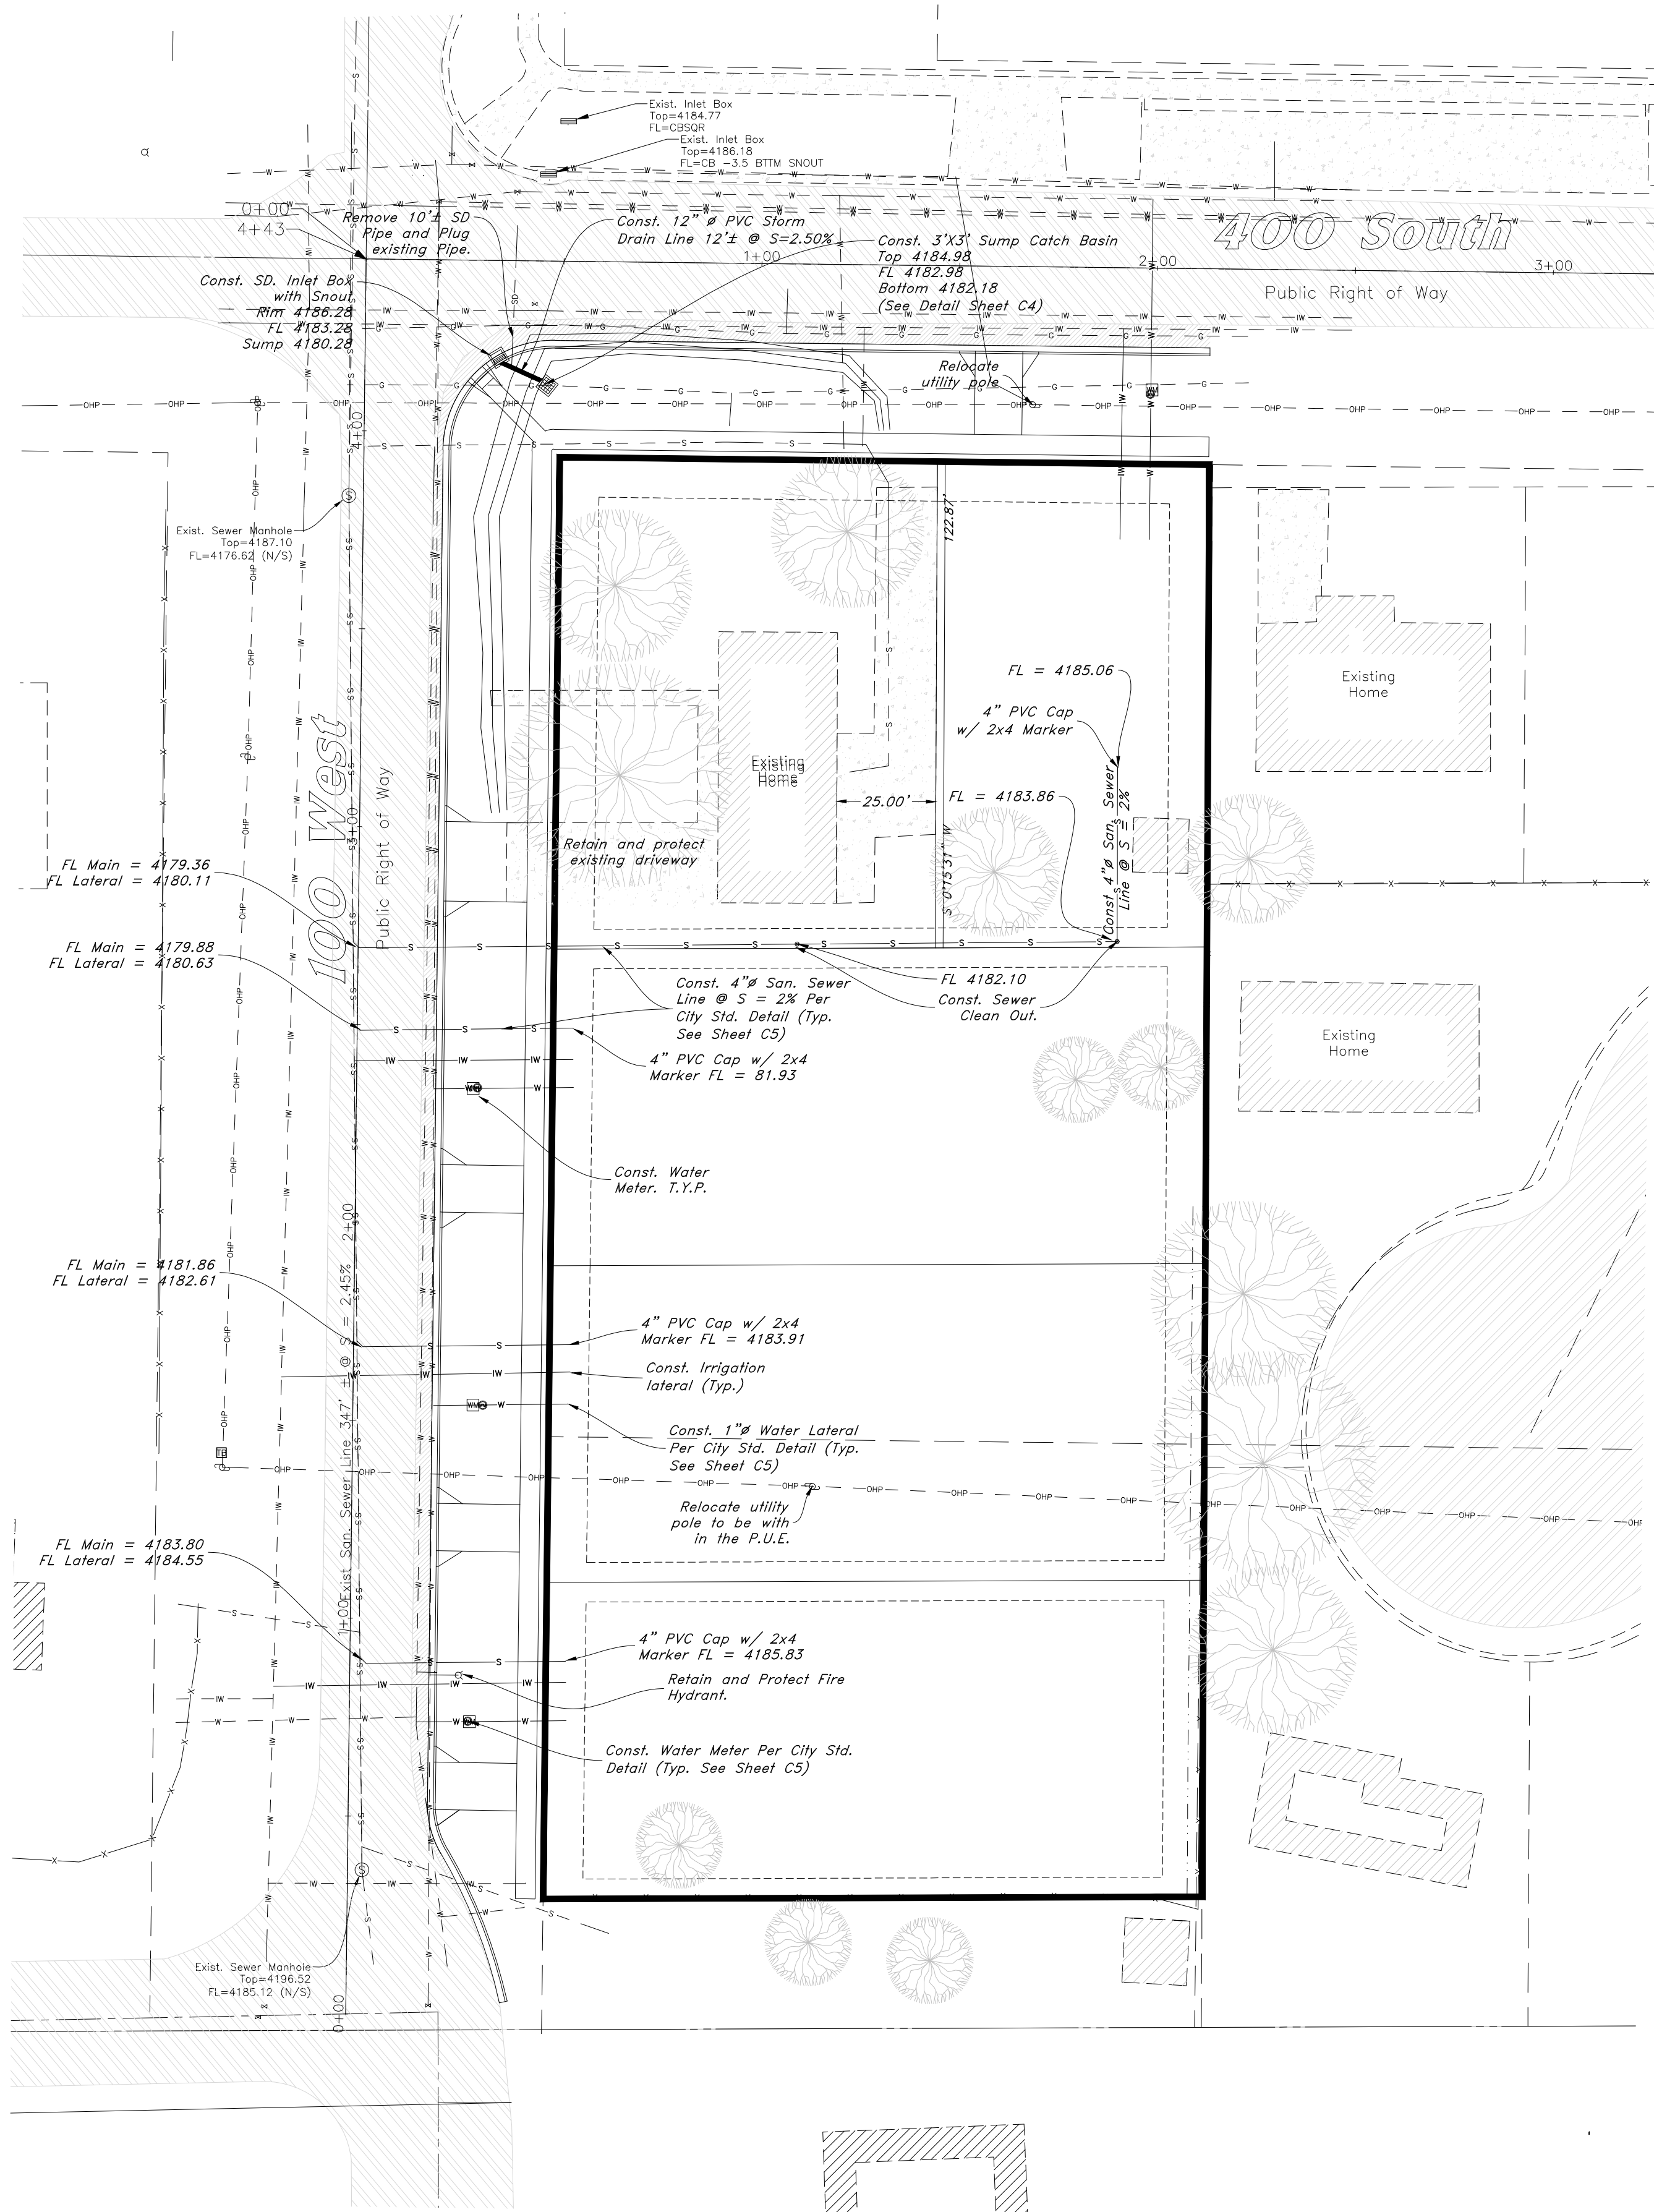 Exist. Inlet Box
Top=4184.77
FL=CBSQR
Exist. Inlet Box
Top=4186.18
FL=CB -3.5 BTTM SNOUT
0+00
4+43
Remove 10'± SD
Pipe and Plug
existing Pipe.
Const. 12" Ø PVC Storm
Drain Line 12'± @ S=2.50%
Const. 3'X3' Sump Catch Basin
Top 4184.98
FL 4182.98
Bottom 4182.18
(See Detail Sheet C4)
400 South
1+00
2+00
3+00
Public Right of Way
Const. SD. Inlet Box
with Snout
Rim 4186.28
FL 4183.28
Sump 4180.28
Relocate
utility pole
4+00
Exist. Sewer Manhole
Top=4187.10
FL=4176.62 (N/S)
122.87'
FL = 4185.06
4" PVC Cap
w/ 2x4 Marker
Existing
Home
Existing
Home
25.00'
FL = 4183.86
Const 4"Ø San. Sewer
Line @ S = 2%
S 0°15'31" W
100 West
Public Right of Way
3+00
Retain and protect
existing driveway
FL Main = 4179.36
FL Lateral = 4180.11
FL Main = 4179.88
FL Lateral = 4180.63
Const. 4"Ø San. Sewer
Line @ S = 2% Per
City Std. Detail (Typ.
See Sheet C5)
FL 4182.10
Const. Sewer
Clean Out.
4" PVC Cap w/ 2x4
Marker FL = 81.93
Existing
Home
Const. Water
Meter. T.Y.P.
2+00
FL Main = 4181.86
FL Lateral = 4182.61
4" PVC Cap w/ 2x4
Marker FL = 4183.91
Const. Irrigation
lateral (Typ.)
Const. 1"Ø Water Lateral
Per City Std. Detail (Typ.
See Sheet C5)
Relocate utility
pole to be with
in the P.U.E.
Exist San. Sewer Line 347' ± @ S = 2.45%
FL Main = 4183.80
FL Lateral = 4184.55
1+00
4" PVC Cap w/ 2x4
Marker FL = 4185.83
Retain and Protect Fire
Hydrant.
Const. Water Meter Per City Std.
Detail (Typ. See Sheet C5)
Exist. Sewer Manhole
Top=4196.52
FL=4185.12 (N/S)
0+00